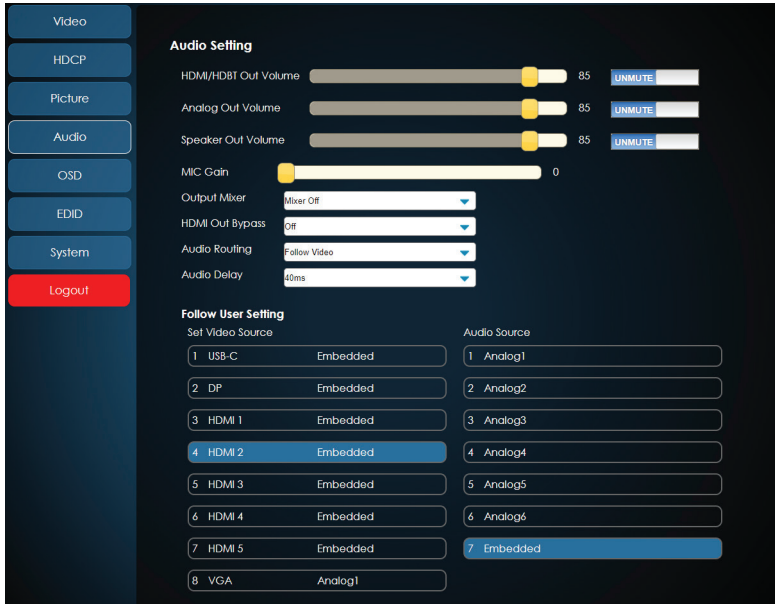 Video
HDCP
Picture
Audio
OSD
EDID
System
Logout
Audio Setting
HDMI/HDBT Out Volume 85 UNMUTE
Analog Out Volume 85 UNMUTE
Speaker Out Volume 85 UNMUTE
MIC Gain 0
Output Mixer Mixer Off
HDMI Out Bypass Off
Audio Routing Follow Video
Audio Delay 40ms
Follow User Setting
Set Video Source Audio Source
1 USB-C Embedded 1 Analog1
2 DP Embedded 2 Analog2
3 HDMI 1 Embedded 3 Analog3
4 HDMI 2 Embedded 4 Analog4
5 HDMI 3 Embedded 5 Analog5
6 HDMI 4 Embedded 6 Analog6
7 HDMI 5 Embedded 7 Embedded
8 VGA Analog1